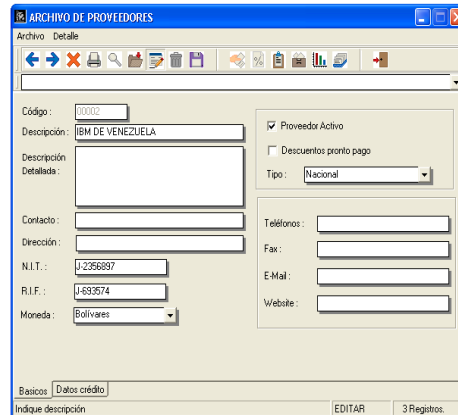 ARCHIVO DE PROVEEDORES
Archivo Detalle
Código : 00002
Descripción : IBM DE VENEZUELA
Descripción
Detallada :
Contacto :
Dirección :
N.I.T. : J-2356897
R.I.F. : J-693574
Moneda : Bolívares
Proveedor Activo
Descuentos pronto pago
Tipo : Nacional
Teléfonos :
Fax :
E-Mail :
Website :
Basicos Datos crédito
Indique descripción EDITAR 3 Registros.